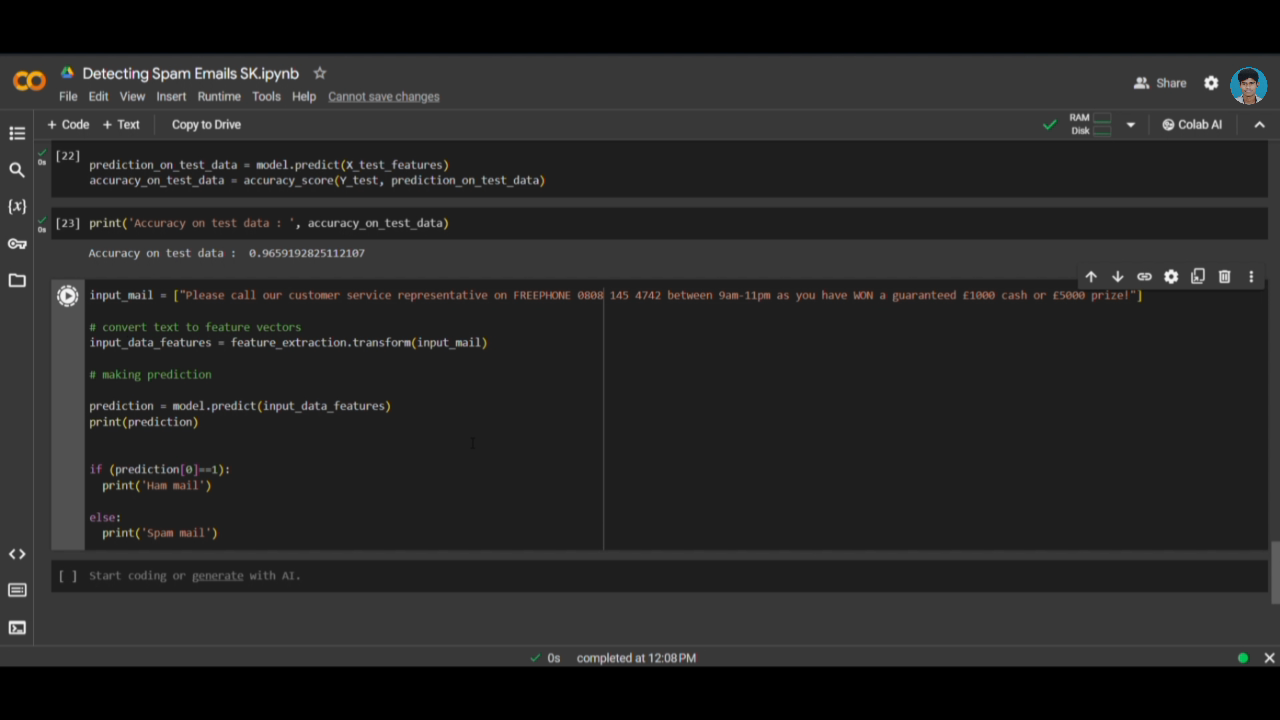 Detecting Spam Emails SK.ipynb
File Edit View Insert Runtime Tools Help Cannot save changes
Share
+ Code + Text Copy to Drive
RAM
Disk
Colab AI
[22]
0s
prediction_on_test_data = model.predict(X_test_features)
accuracy_on_test_data = accuracy_score(Y_test, prediction_on_test_data)
[23] print('Accuracy on test data : ', accuracy_on_test_data)
0s
Accuracy on test data :  0.9659192825112107
input_mail = ["Please call our customer service representative on FREEPHONE 0808 145 4742 between 9am-11pm as you have WON a guaranteed £1000 cash or £5000 prize!"]
# convert text to feature vectors
input_data_features = feature_extraction.transform(input_mail)
# making prediction
prediction = model.predict(input_data_features)
print(prediction)
if (prediction[0]==1):
print('Ham mail')
else:
print('Spam mail')
[ ] Start coding or generate with AI.
0s completed at 12:08 PM